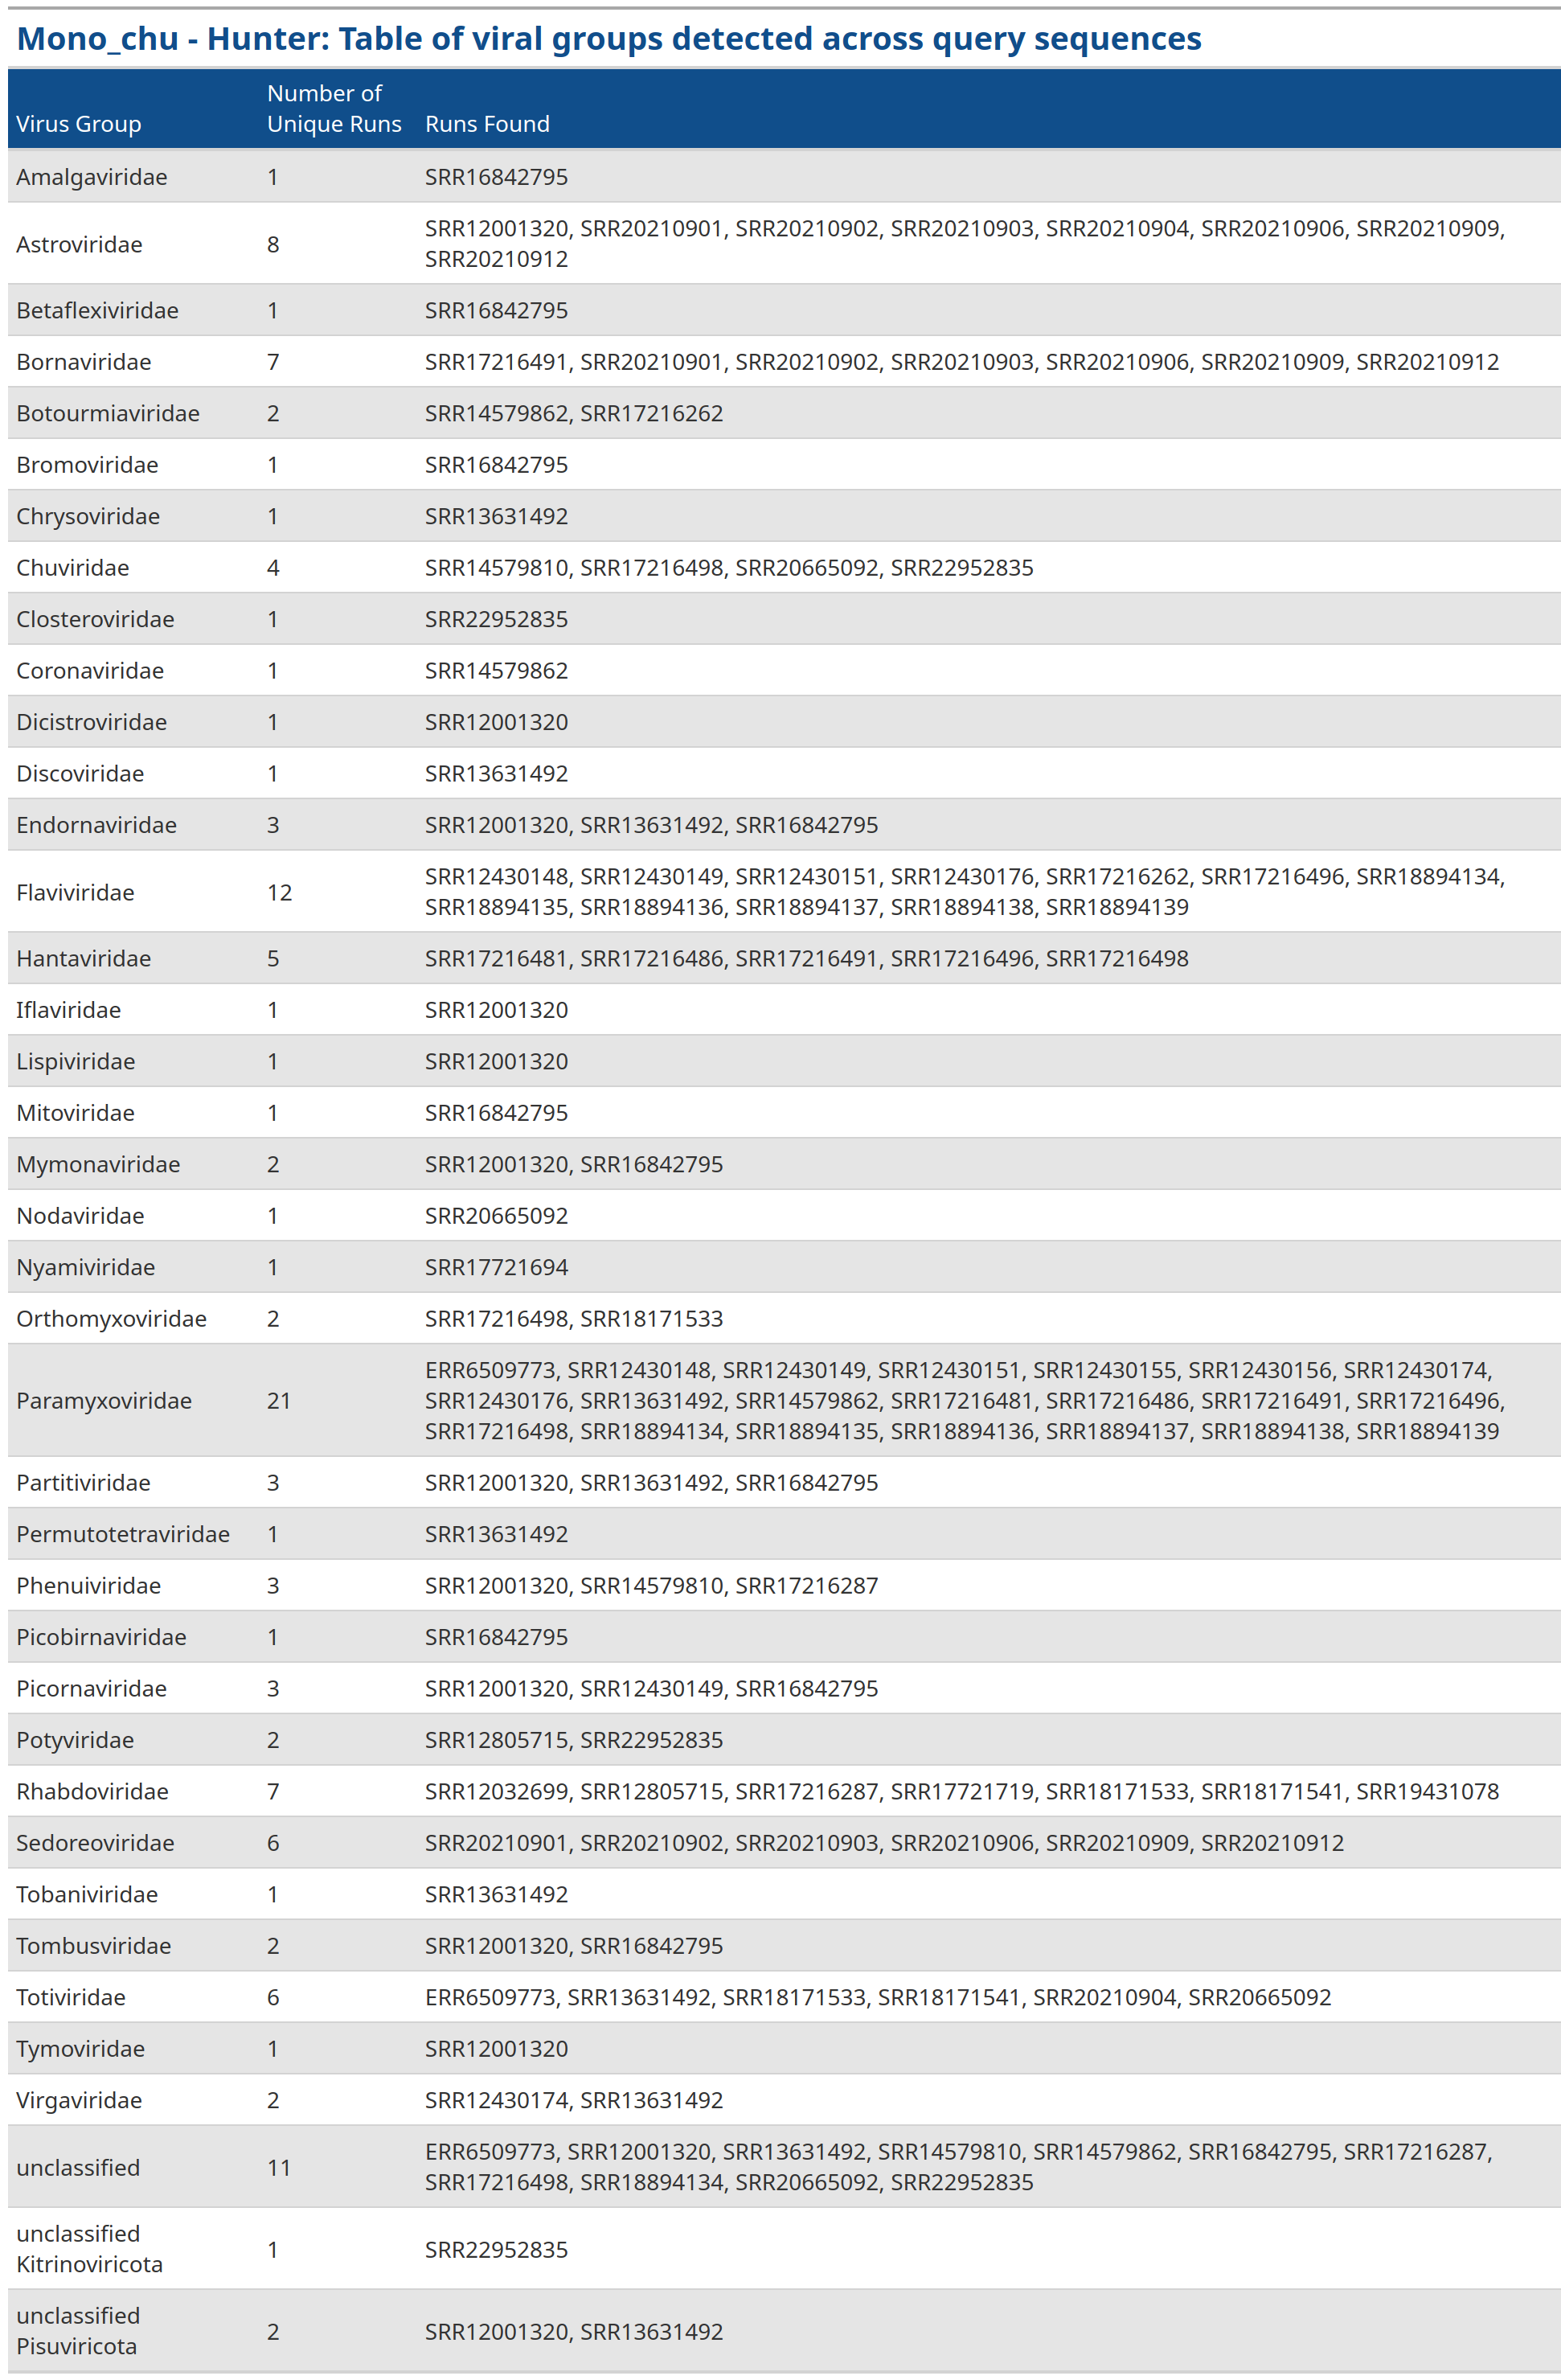 Mono_chu - Hunter: Table of viral groups detected across query sequences
Virus Group Number of Unique Runs Runs Found
Amalgaviridae 1 SRR16842795
Astroviridae 8 SRR12001320, SRR20210901, SRR20210902, SRR20210903, SRR20210904, SRR20210906, SRR20210909,
SRR20210912
Betaflexiviridae 1 SRR16842795
Bornaviridae 7 SRR17216491, SRR20210901, SRR20210902, SRR20210903, SRR20210906, SRR20210909, SRR20210912
Botourmiaviridae 2 SRR14579862, SRR17216262
Bromoviridae 1 SRR16842795
Chrysoviridae 1 SRR13631492
Chuviridae 4 SRR14579810, SRR17216498, SRR20665092, SRR22952835
Closteroviridae 1 SRR22952835
Coronaviridae 1 SRR14579862
Dicistroviridae 1 SRR12001320
Discoviridae 1 SRR13631492
Endornaviridae 3 SRR12001320, SRR13631492, SRR16842795
Flaviviridae 12 SRR12430148, SRR12430149, SRR12430151, SRR12430176, SRR17216262, SRR17216496, SRR18894134,
SRR18894135, SRR18894136, SRR18894137, SRR18894138, SRR18894139
Hantaviridae 5 SRR17216481, SRR17216486, SRR17216491, SRR17216496, SRR17216498
Iflaviridae 1 SRR12001320
Lispiviridae 1 SRR12001320
Mitoviridae 1 SRR16842795
Mymonaviridae 2 SRR12001320, SRR16842795
Nodaviridae 1 SRR20665092
Nyamiviridae 1 SRR17721694
Orthomyxoviridae 2 SRR17216498, SRR18171533
Paramyxoviridae 21 ERR6509773, SRR12430148, SRR12430149, SRR12430151, SRR12430155, SRR12430156, SRR12430174,
SRR12430176, SRR13631492, SRR14579862, SRR17216481, SRR17216486, SRR17216491, SRR17216496,
SRR17216498, SRR18894134, SRR18894135, SRR18894136, SRR18894137, SRR18894138, SRR18894139
Partitiviridae 3 SRR12001320, SRR13631492, SRR16842795
Permutotetraviridae 1 SRR13631492
Phenuiviridae 3 SRR12001320, SRR14579810, SRR17216287
Picobirnaviridae 1 SRR16842795
Picornaviridae 3 SRR12001320, SRR12430149, SRR16842795
Potyviridae 2 SRR12805715, SRR22952835
Rhabdoviridae 7 SRR12032699, SRR12805715, SRR17216287, SRR17721719, SRR18171533, SRR18171541, SRR19431078
Sedoreoviridae 6 SRR20210901, SRR20210902, SRR20210903, SRR20210906, SRR20210909, SRR20210912
Tobaniviridae 1 SRR13631492
Tombusviridae 2 SRR12001320, SRR16842795
Totiviridae 6 ERR6509773, SRR13631492, SRR18171533, SRR18171541, SRR20210904, SRR20665092
Tymoviridae 1 SRR12001320
Virgaviridae 2 SRR12430174, SRR13631492
unclassified 11 ERR6509773, SRR12001320, SRR13631492, SRR14579810, SRR14579862, SRR16842795, SRR17216287,
SRR17216498, SRR18894134, SRR20665092, SRR22952835
unclassified
Kitrinoviricota 1 SRR22952835
unclassified
Pisuviricota 2 SRR12001320, SRR13631492